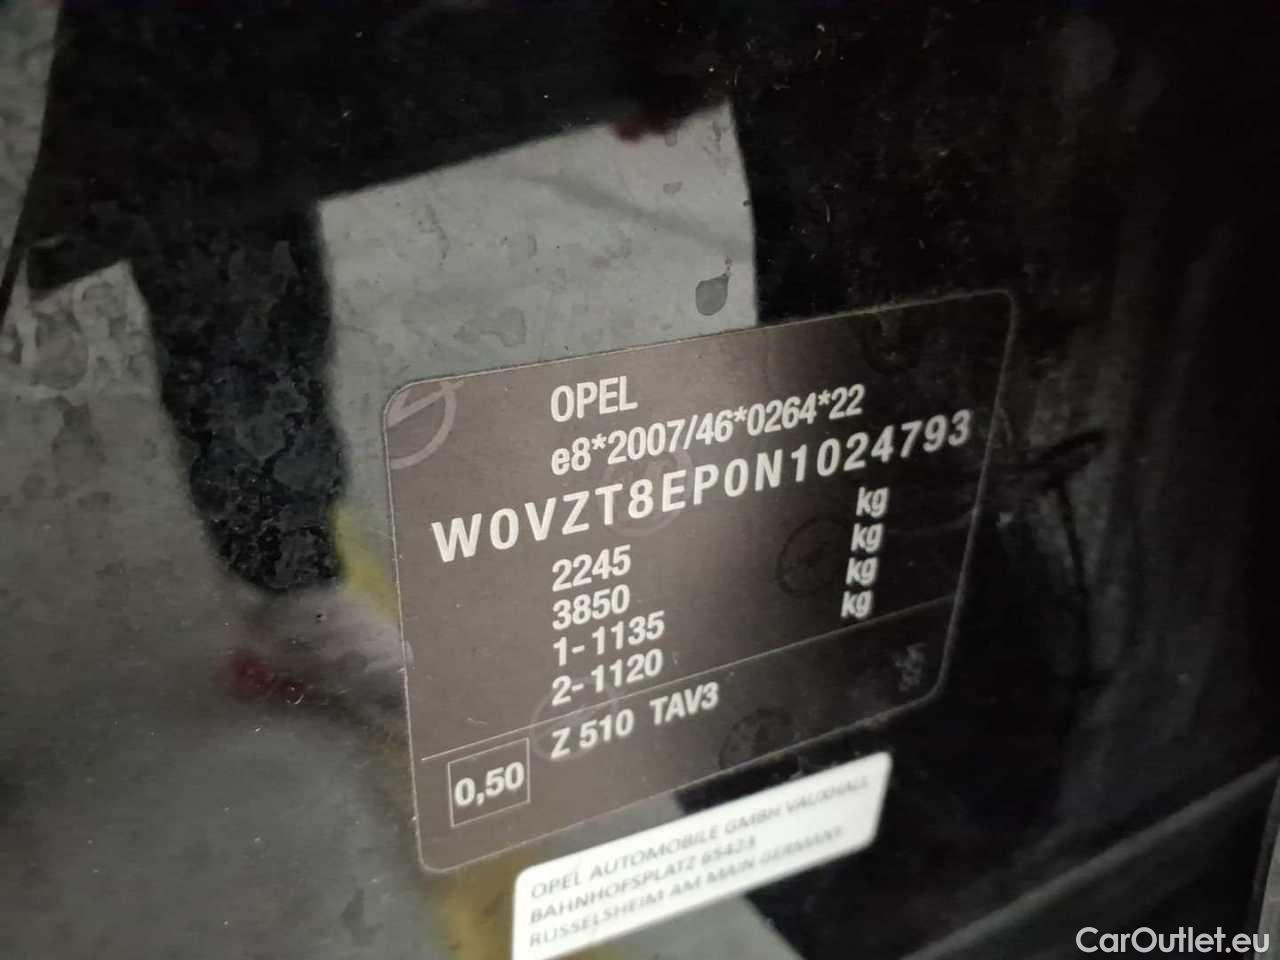 OPEL
e8*2007/46*0264*22
W0VZT8EP0N1024793
2245 kg
3850 kg
1-1135 kg
2-1120 kg
Z 510 TAV3
0,50
OPEL AUTOMOBILE GMBH VAUXHALL
BAHNHOFSPLATZ 65423
RÜSSELSHEIM AM MAIN GERMANY
CarOutlet.eu